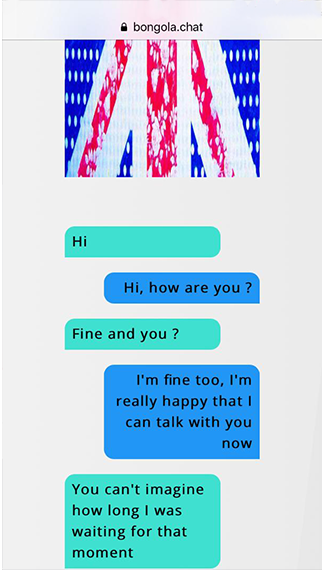 bongola.chat
Hi
Hi, how are you ?
Fine and you ?
I'm fine too, I'm
really happy that I
can talk with you
now
You can't imagine
how long I was
waiting for that
moment